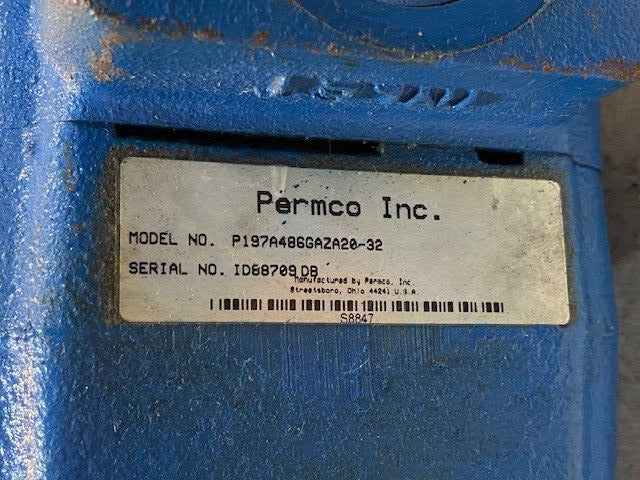 Permco Inc.
MODEL NO. P197A486GAZA20-32
SERIAL NO. ID68709 DB
Manufactured by Permco, Inc.
Streetsboro, Ohio 44241 U.S.A.
S8847